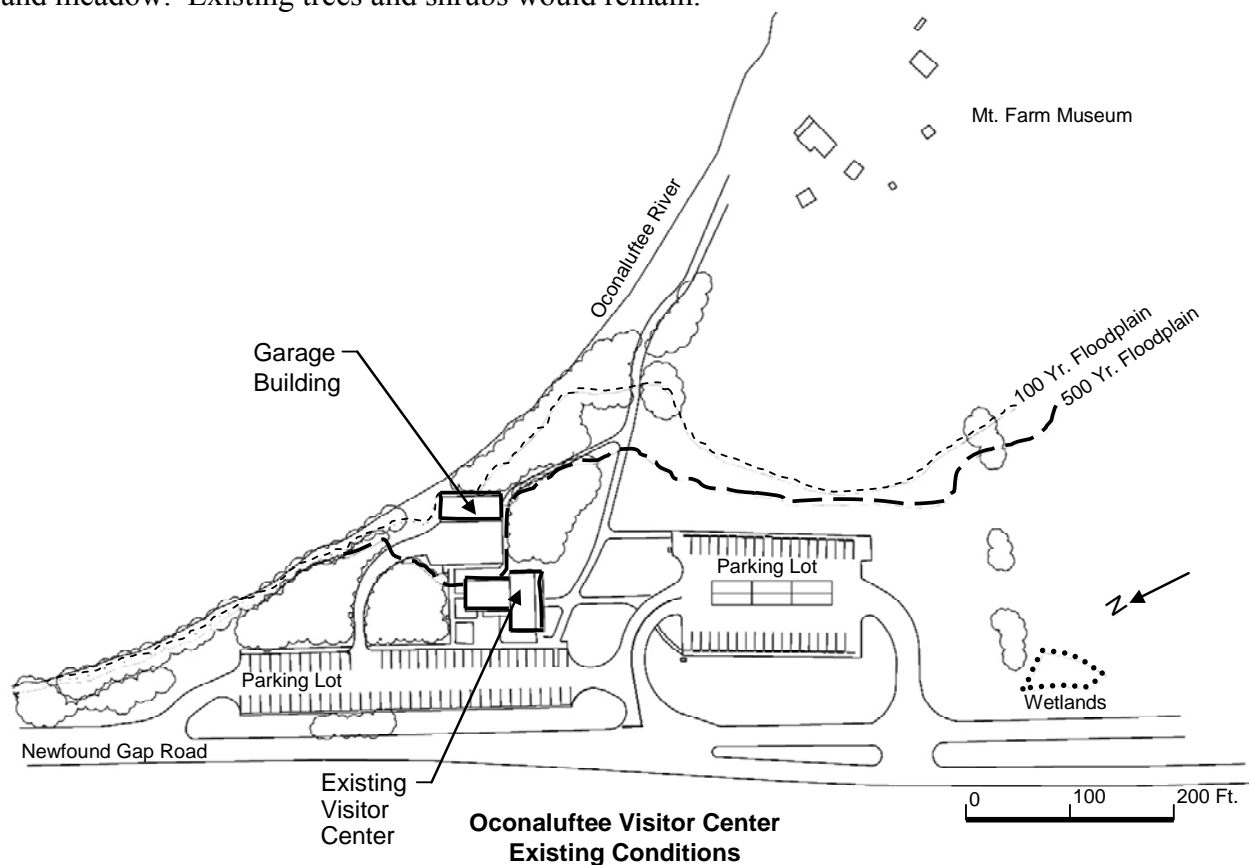 and meadow. Existing trees and shrubs would remain.
Mt. Farm Museum
Oconaluftee River
Garage
Building
100 Yr. Floodplain
500 Yr. Floodplain
Parking Lot
N
Parking Lot
Wetlands
Newfound Gap Road
Existing
Visitor
Center
0 100 200 Ft.
Oconaluftee Visitor Center
Existing Conditions